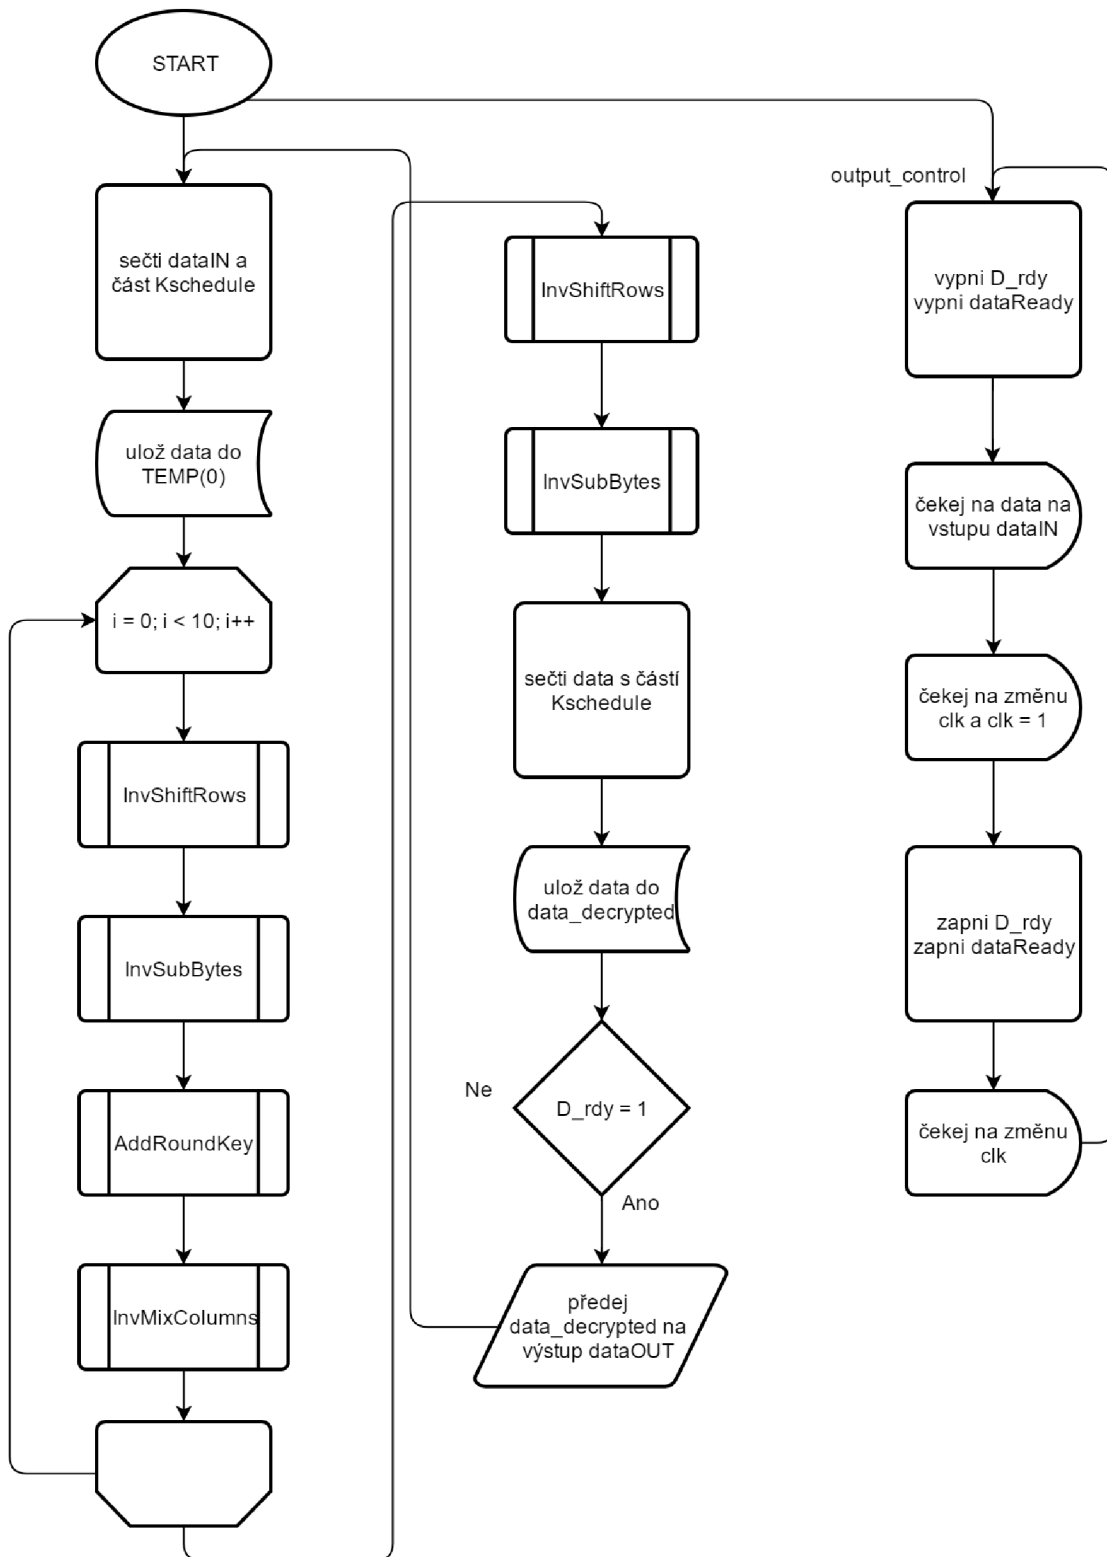 START
sečti dataIN a
část Kschedule
ulož data do
TEMP(0)
i = 0; i < 10; i++
InvShiftRows
InvSubBytes
AddRoundKey
InvMixColumns
InvShiftRows
InvSubBytes
sečti data s částí
Kschedule
ulož data do
data_decrypted
Ne
D_rdy = 1
Ano
předej
data_decrypted na
výstup dataOUT
output_control
vypni D_rdy
vypni dataReady
čekej na data na
vstupu dataIN
čekej na změnu
clk a clk = 1
zapni D_rdy
zapni dataReady
čekej na změnu
clk